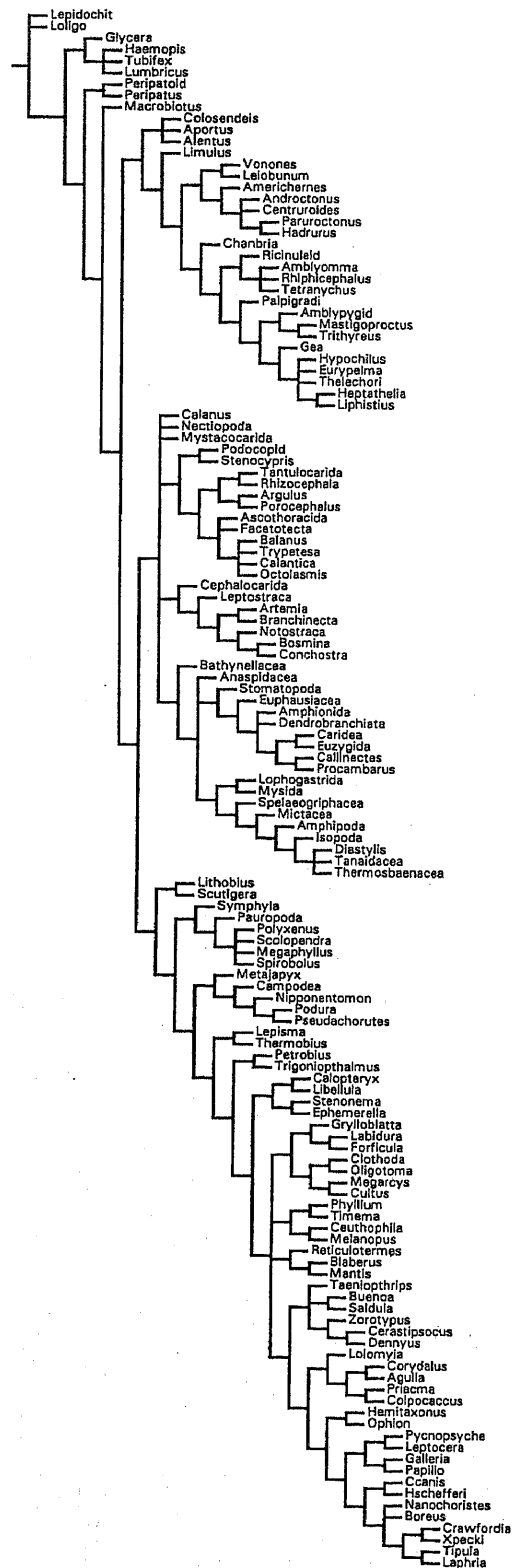 Lepidochit
Loligo
Glycera
Haemopis
Tubifex
Lumbricus
Peripatoid
Peripatus
Macrobiotus
Colosendeis
Aportus
Alentus
Limulus
Vonones
Leiobunum
Americhernes
Androctonus
Centruroides
Paruroctonus
Hadrurus
Chanbria
Ricinuleid
Amblyomma
Rhiphicephalus
Tetranychus
Palpigradi
Amblypygid
Mastigoproctus
Trithyreus
Gea
Hypochilus
Eurypelma
Thelechori
Heptathelia
Liphistius
Calanus
Nectiopoda
Mystacocarida
Podocopid
Stenocypris
Tantulocarida
Rhizocephala
Argulus
Porocephalus
Ascothoracida
Facetotecta
Balanus
Trypetesa
Calantica
Octolasmis
Cephalocarida
Leptostraca
Artemia
Branchinecta
Notostraca
Bosmina
Conchostra
Bathynellacea
Anaspidacea
Stomatopoda
Euphausiacea
Amphionida
Dendrobranchiata
Caridea
Euzygida
Callinectes
Procambarus
Lophogastrida
Mysida
Spelaeogriphacea
Mictacea
Amphipoda
Isopoda
Diastylis
Tanaidacea
Thermosbaenacea
Lithobius
Scutigera
Symphyla
Pauropoda
Polyxenus
Scolopendra
Megaphyllus
Spirobolus
Metajapyx
Campodea
Nipponentomon
Podura
Pseudachorutes
Lepisma
Thermobius
Petrobius
Trigoniopthalmus
Calopteryx
Libellula
Stenonema
Ephemerella
Grylloblatta
Labidura
Forficula
Clothoda
Oligotoma
Megarcys
Cultus
Phyllium
Timema
Ceuthophila
Melanopus
Reticulotermes
Blaberus
Mantis
Taeniopthrips
Buenoa
Saldula
Zorotypus
Cerastipsocus
Dennyus
Lolomyia
Corydalus
Agulla
Priacma
Colpocaccus
Hemitaxonus
Ophion
Pycnopsyche
Leptocera
Galleria
Papilio
Ccanis
Hschefferi
Nanochoristes
Boreus
Crawfordia
Xpecki
Tipula
Laphria